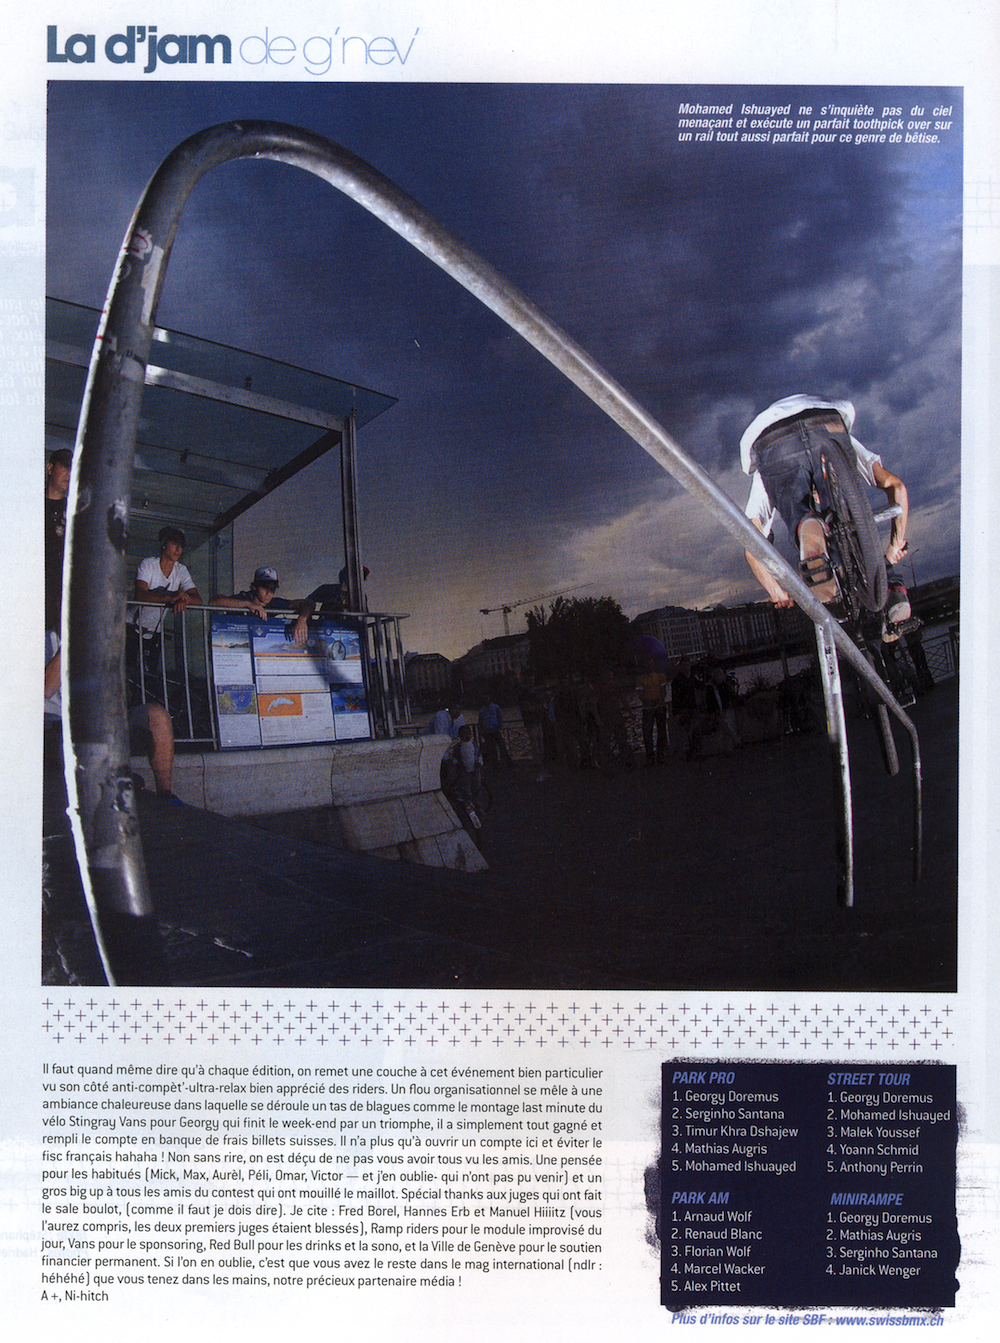 La d'jam de g'nev'
Mohamed Ishuayed ne s'inquiète pas du ciel
menaçant et exécute un parfait toothpick over sur
un rail tout aussi parfait pour ce genre de bêtise.
Il faut quand même dire qu'à chaque édition, on remet une couche à cet événement bien particulier
vu son côté anti-compèt'-ultra-relax bien apprécié des riders. Un flou organisationnel se mêle à une
ambiance chaleureuse dans laquelle se déroule un tas de blagues comme le montage last minute du
vélo Stingray Vans pour Georgy qui finit le week-end par un triomphe, il a simplement tout gagné et
rempli le compte en banque de frais billets suisses. Il n'a plus qu'à ouvrir un compte ici et éviter le
fisc français hahaha ! Non sans rire, on est déçu de ne pas vous avoir tous vu les amis. Une pensée
pour les habitués (Mick, Max, Aurèl, Péli, Omar, Victor — et j'en oublie- qui n'ont pas pu venir) et un
gros big up à tous les amis du contest qui ont mouillé le maillot. Spécial thanks aux juges qui ont fait
le sale boulot, (comme il faut je dois dire). Je cite : Fred Borel, Hannes Erb et Manuel Hiiiitz (vous
l'aurez compris, les deux premiers juges étaient blessés), Ramp riders pour le module improvisé du
jour, Vans pour le sponsoring, Red Bull pour les drinks et la sono, et la Ville de Genève pour le soutien
financier permanent. Si l'on en oublie, c'est que vous avez le reste dans le mag international (ndlr :
héhéhé) que vous tenez dans les mains, notre précieux partenaire média !
A +, Ni-hitch
PARK PRO
1. Georgy Doremus
2. Serginho Santana
3. Timur Khra Dshajew
4. Mathias Augris
5. Mohamed Ishuayed
STREET TOUR
1. Georgy Doremus
2. Mohamed Ishuayed
3. Malek Youssef
4. Yoann Schmid
5. Anthony Perrin
PARK AM
1. Arnaud Wolf
2. Renaud Blanc
3. Florian Wolf
4. Marcel Wacker
5. Alex Pittet
MINIRAMPE
1. Georgy Doremus
2. Mathias Augris
3. Serginho Santana
4. Janick Wenger
Plus d'infos sur le site SBF : www.swissbmx.ch